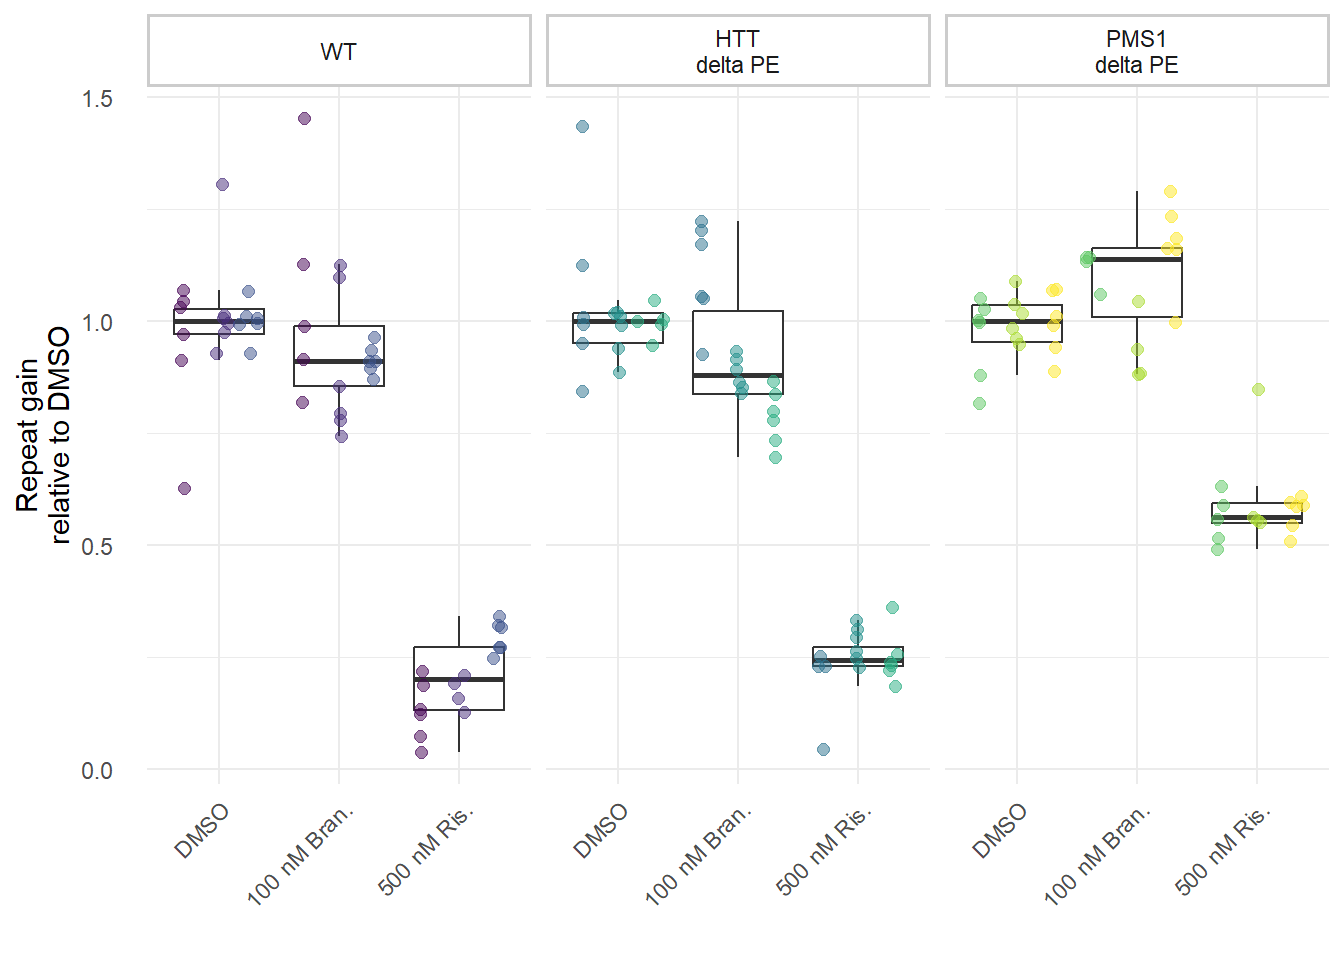 WT
HTT
delta PE
PMS1
delta PE
Repeat gain
relative to DMSO
1.5
1.0
0.5
0.0
DMSO
100 nM Bran.
500 nM Ris.
DMSO
100 nM Bran.
500 nM Ris.
DMSO
100 nM Bran.
500 nM Ris.